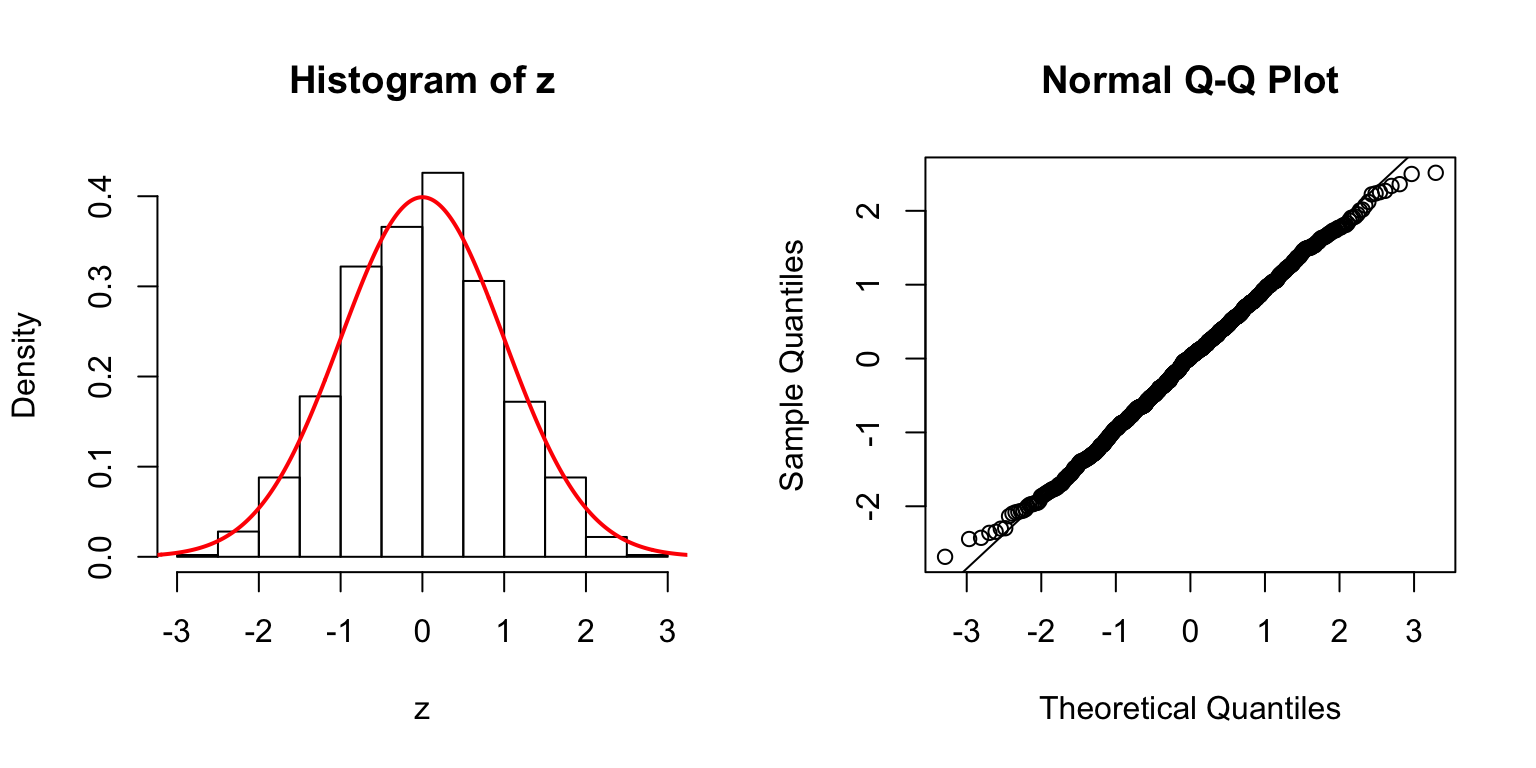 Histogram of z
Density
0.0 0.1 0.2 0.3 0.4
-3 -2 -1 0 1 2 3
z
Normal Q-Q Plot
Sample Quantiles
-2 -1 0 1 2
-3 -2 -1 0 1 2 3
Theoretical Quantiles